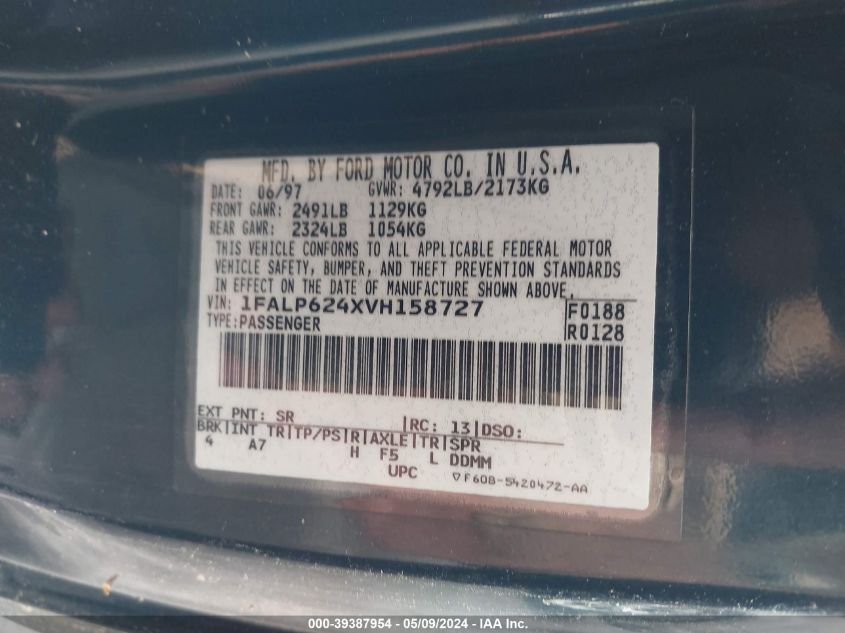 MFD. BY FORD MOTOR CO. IN U.S.A.
DATE: 06/97 GVWR: 4792LB/2173KG
FRONT GAWR: 2491LB 1129KG
REAR GAWR: 2324LB 1054KG
THIS VEHICLE CONFORMS TO ALL APPLICABLE FEDERAL MOTOR
VEHICLE SAFETY, BUMPER, AND THEFT PREVENTION STANDARDS
IN EFFECT ON THE DATE OF MANUFACTURE SHOWN ABOVE.
VIN: 1FALP624XVH158727 F0188
TYPE: PASSENGER R0128
EXT PNT: SR |RC: 13|DSO:
BRK|INT TR|TP/PS|R|AXLE|TR|SPR
4 A7 H F5 L DDMM
UPC ▽F60B-5420472-AA
000-39387954 - 05/09/2024 - IAA Inc.